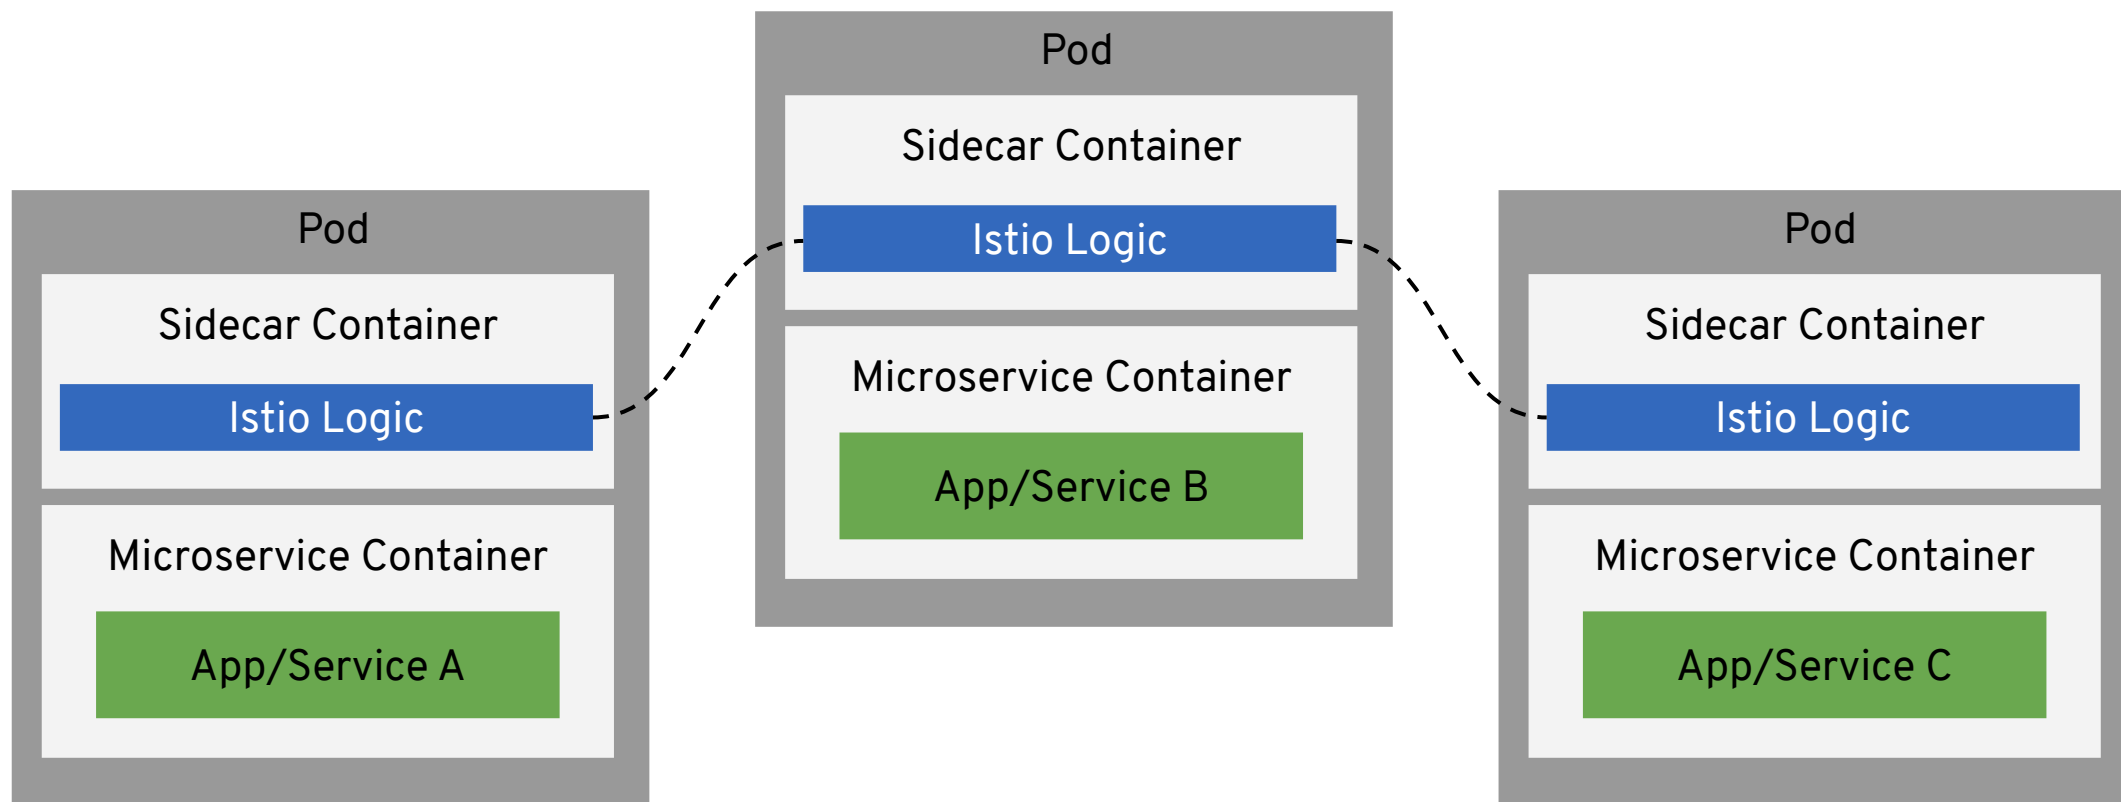 Pod
Sidecar Container
Istio Logic
Microservice Container
App/Service A
Pod
Sidecar Container
Istio Logic
Microservice Container
App/Service B
Pod
Sidecar Container
Istio Logic
Microservice Container
App/Service C